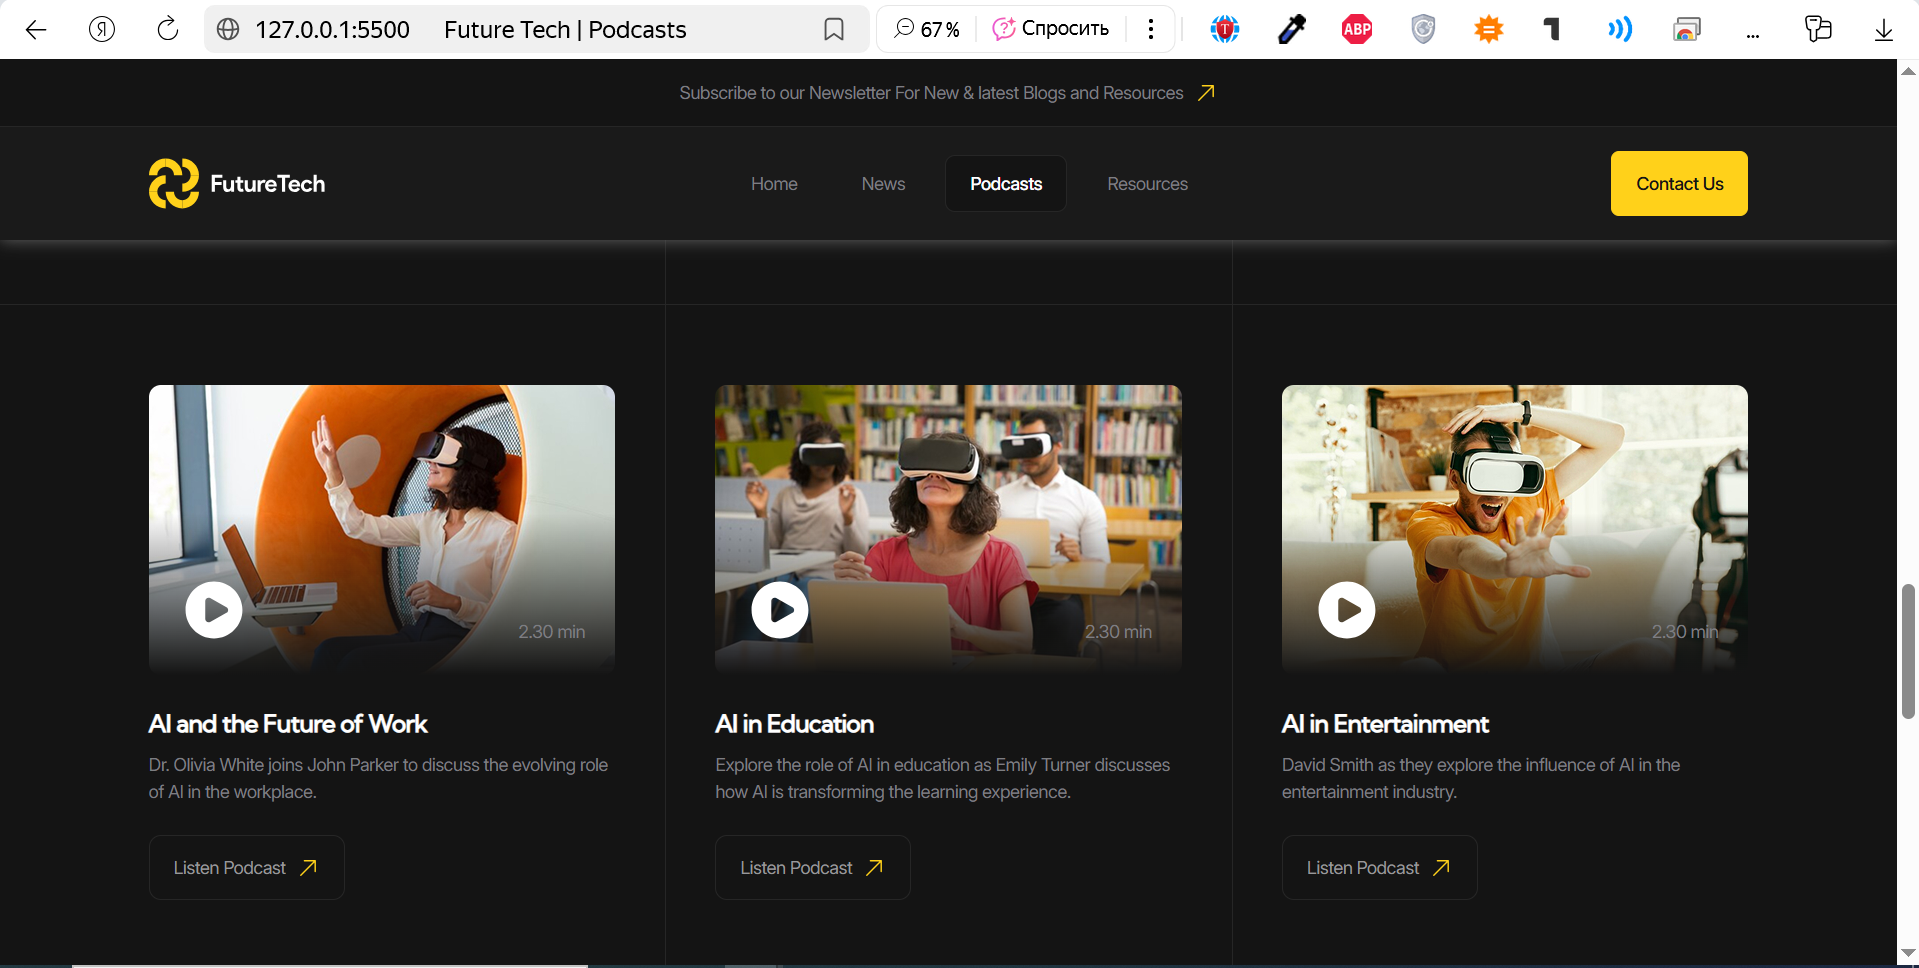 Я 127.0.0.1:5500 Future Tech | Podcasts 67 % Спросить T ABP ...
Subscribe to our Newsletter For New & latest Blogs and Resources
FutureTech Home News Podcasts Resources Contact Us
2.30 min 2.30 min 2.30 min
AI and the Future of Work
Dr. Olivia White joins John Parker to discuss the evolving role
of AI in the workplace.
Listen Podcast
AI in Education
Explore the role of AI in education as Emily Turner discusses
how AI is transforming the learning experience.
Listen Podcast
AI in Entertainment
David Smith as they explore the influence of AI in the
entertainment industry.
Listen Podcast